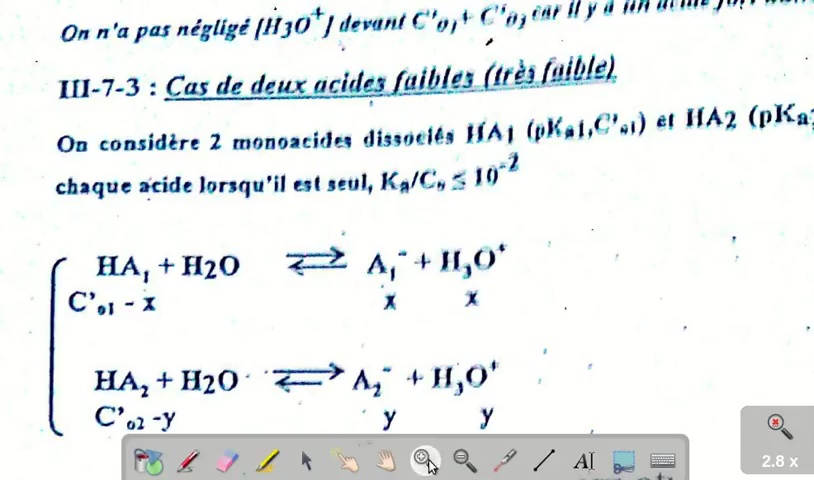 On n'a pas négligé [H3O⁺] devant C'o1 + C'o3 car il y a un acide
III-7-3 : Cas de deux acides faibles (très faible)
On considère 2 monoacides dissociés HA1 (pKa1,C'o1) et HA2 (pKa
chaque acide lorsqu'il est seul, Ka/Co ≤ 10⁻²
HA₁ + H2O ⇌ A₁⁻ + H₃O⁺
C'o1 - x x x
HA₂ + H2O ⇌ A₂⁻ + H₃O⁺
C'o2 -y y y
AI
2.8 x